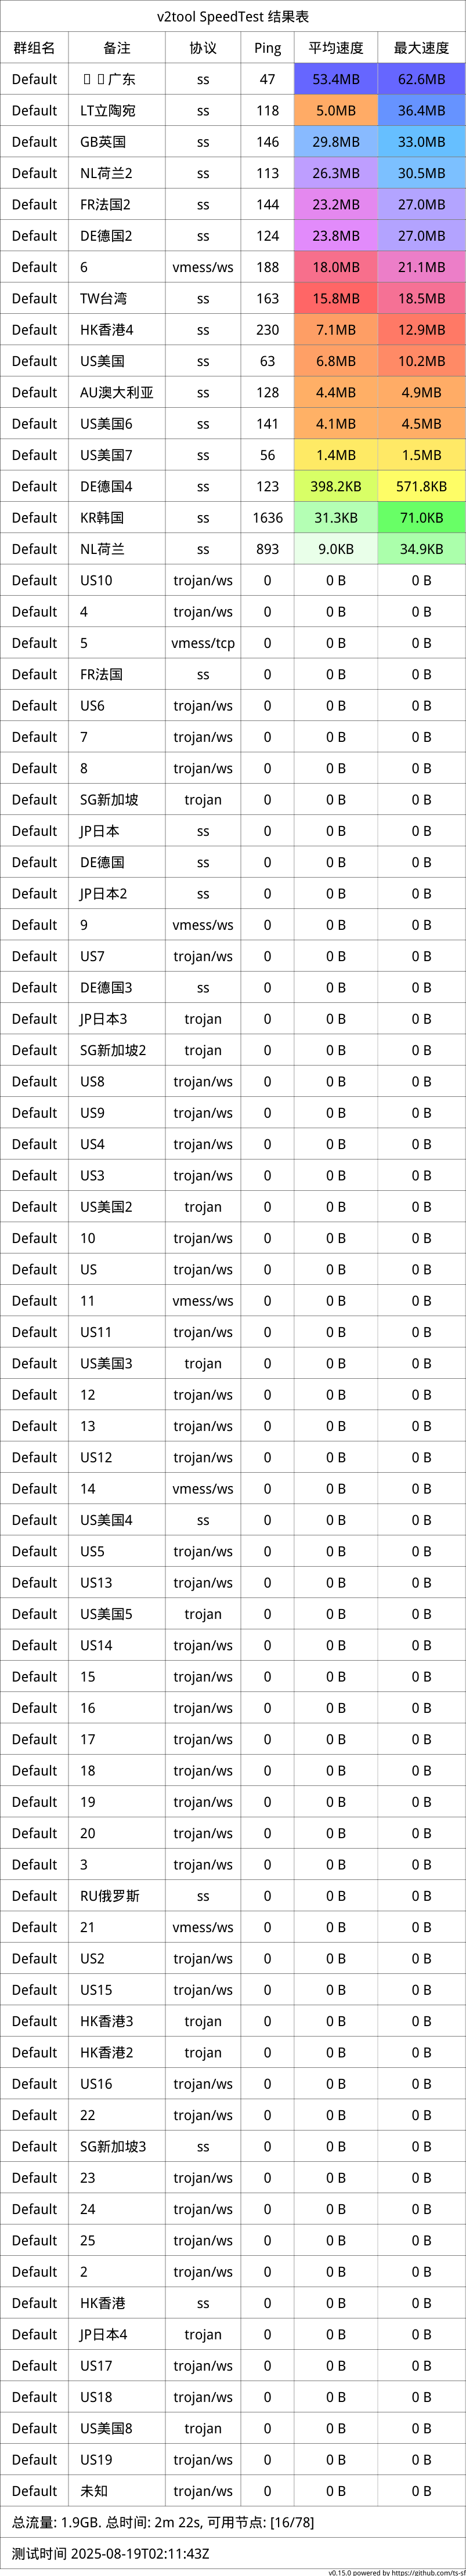 v2tool SpeedTest 结果表
群组名 备注 协议 Ping 平均速度 最大速度
Default 广东 ss 47 53.4MB 62.6MB
Default LT立陶宛 ss 118 5.0MB 36.4MB
Default GB英国 ss 146 29.8MB 33.0MB
Default NL荷兰2 ss 113 26.3MB 30.5MB
Default FR法国2 ss 144 23.2MB 27.0MB
Default DE德国2 ss 124 23.8MB 27.0MB
Default 6 vmess/ws 188 18.0MB 21.1MB
Default TW台湾 ss 163 15.8MB 18.5MB
Default HK香港4 ss 230 7.1MB 12.9MB
Default US美国 ss 63 6.8MB 10.2MB
Default AU澳大利亚 ss 128 4.4MB 4.9MB
Default US美国6 ss 141 4.1MB 4.5MB
Default US美国7 ss 56 1.4MB 1.5MB
Default DE德国4 ss 123 398.2KB 571.8KB
Default KR韩国 ss 1636 31.3KB 71.0KB
Default NL荷兰 ss 893 9.0KB 34.9KB
Default US10 trojan/ws 0 0 B 0 B
Default 4 trojan/ws 0 0 B 0 B
Default 5 vmess/tcp 0 0 B 0 B
Default FR法国 ss 0 0 B 0 B
Default US6 trojan/ws 0 0 B 0 B
Default 7 trojan/ws 0 0 B 0 B
Default 8 trojan/ws 0 0 B 0 B
Default SG新加坡 trojan 0 0 B 0 B
Default JP日本 ss 0 0 B 0 B
Default DE德国 ss 0 0 B 0 B
Default JP日本2 ss 0 0 B 0 B
Default 9 vmess/ws 0 0 B 0 B
Default US7 trojan/ws 0 0 B 0 B
Default DE德国3 ss 0 0 B 0 B
Default JP日本3 trojan 0 0 B 0 B
Default SG新加坡2 trojan 0 0 B 0 B
Default US8 trojan/ws 0 0 B 0 B
Default US9 trojan/ws 0 0 B 0 B
Default US4 trojan/ws 0 0 B 0 B
Default US3 trojan/ws 0 0 B 0 B
Default US美国2 trojan 0 0 B 0 B
Default 10 trojan/ws 0 0 B 0 B
Default US trojan/ws 0 0 B 0 B
Default 11 vmess/ws 0 0 B 0 B
Default US11 trojan/ws 0 0 B 0 B
Default US美国3 trojan 0 0 B 0 B
Default 12 trojan/ws 0 0 B 0 B
Default 13 trojan/ws 0 0 B 0 B
Default US12 trojan/ws 0 0 B 0 B
Default 14 vmess/ws 0 0 B 0 B
Default US美国4 ss 0 0 B 0 B
Default US5 trojan/ws 0 0 B 0 B
Default US13 trojan/ws 0 0 B 0 B
Default US美国5 trojan 0 0 B 0 B
Default US14 trojan/ws 0 0 B 0 B
Default 15 trojan/ws 0 0 B 0 B
Default 16 trojan/ws 0 0 B 0 B
Default 17 trojan/ws 0 0 B 0 B
Default 18 trojan/ws 0 0 B 0 B
Default 19 trojan/ws 0 0 B 0 B
Default 20 trojan/ws 0 0 B 0 B
Default 3 trojan/ws 0 0 B 0 B
Default RU俄罗斯 ss 0 0 B 0 B
Default 21 vmess/ws 0 0 B 0 B
Default US2 trojan/ws 0 0 B 0 B
Default US15 trojan/ws 0 0 B 0 B
Default HK香港3 trojan 0 0 B 0 B
Default HK香港2 trojan 0 0 B 0 B
Default US16 trojan/ws 0 0 B 0 B
Default 22 trojan/ws 0 0 B 0 B
Default SG新加坡3 ss 0 0 B 0 B
Default 23 trojan/ws 0 0 B 0 B
Default 24 trojan/ws 0 0 B 0 B
Default 25 trojan/ws 0 0 B 0 B
Default 2 trojan/ws 0 0 B 0 B
Default HK香港 ss 0 0 B 0 B
Default JP日本4 trojan 0 0 B 0 B
Default US17 trojan/ws 0 0 B 0 B
Default US18 trojan/ws 0 0 B 0 B
Default US美国8 trojan 0 0 B 0 B
Default US19 trojan/ws 0 0 B 0 B
Default 未知 trojan/ws 0 0 B 0 B
总流量: 1.9GB. 总时间: 2m 22s, 可用节点: [16/78]
测试时间 2025-08-19T02:11:43Z
v0.15.0 powered by https://github.com/ts-sf